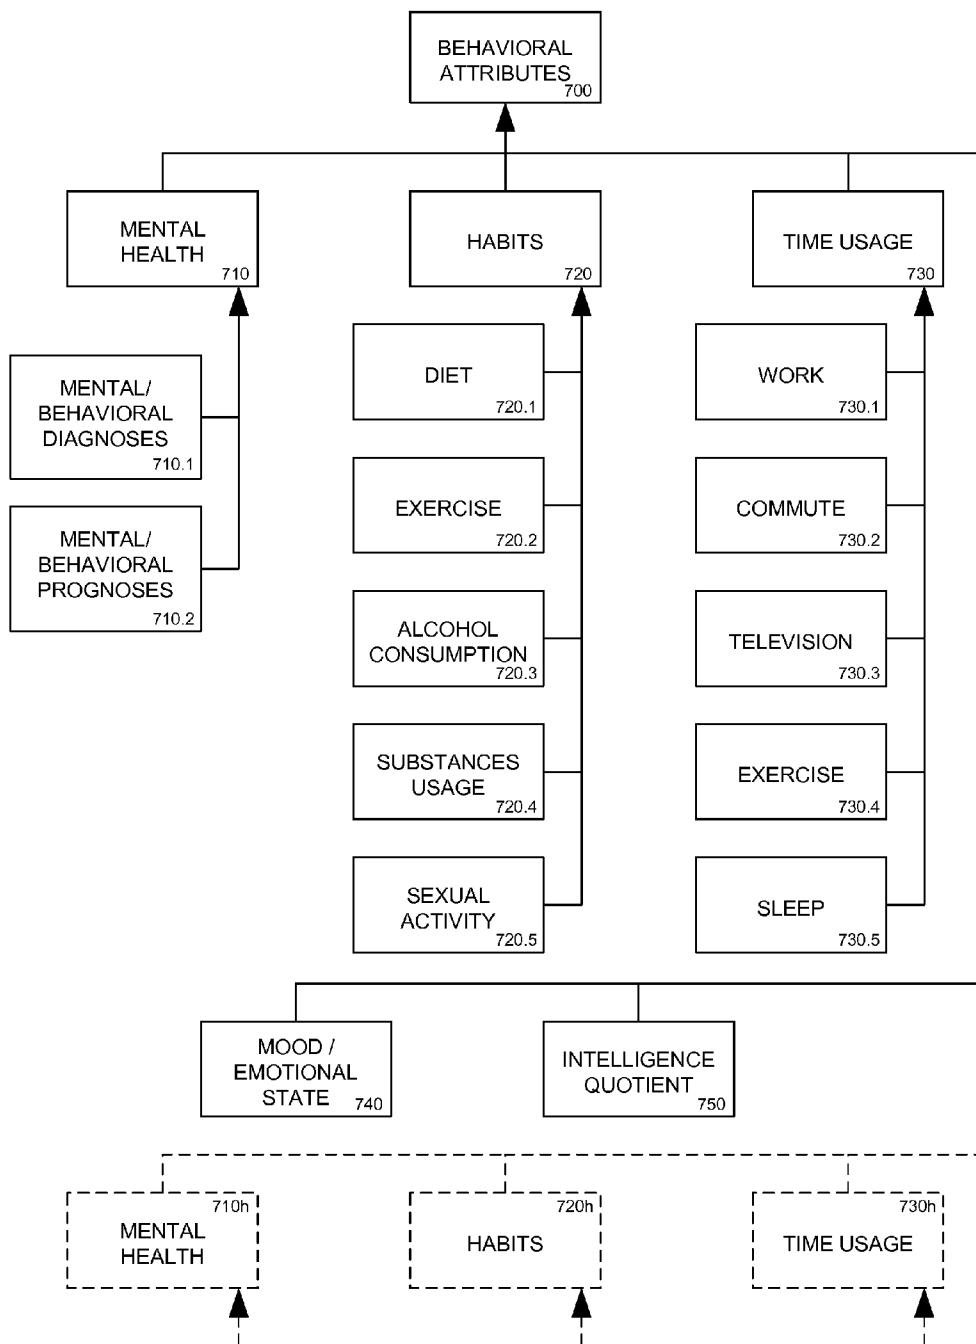 BEHAVIORAL
ATTRIBUTES
700
MENTAL
HEALTH
710
HABITS
720
TIME USAGE
730
MENTAL/
BEHAVIORAL
DIAGNOSES
710.1
MENTAL/
BEHAVIORAL
PROGNOSES
710.2
DIET
720.1
EXERCISE
720.2
ALCOHOL
CONSUMPTION
720.3
SUBSTANCES
USAGE
720.4
SEXUAL
ACTIVITY
720.5
WORK
730.1
COMMUTE
730.2
TELEVISION
730.3
EXERCISE
730.4
SLEEP
730.5
MOOD /
EMOTIONAL
STATE
740
INTELLIGENCE
QUOTIENT
750
710h
MENTAL
HEALTH
720h
HABITS
730h
TIME USAGE